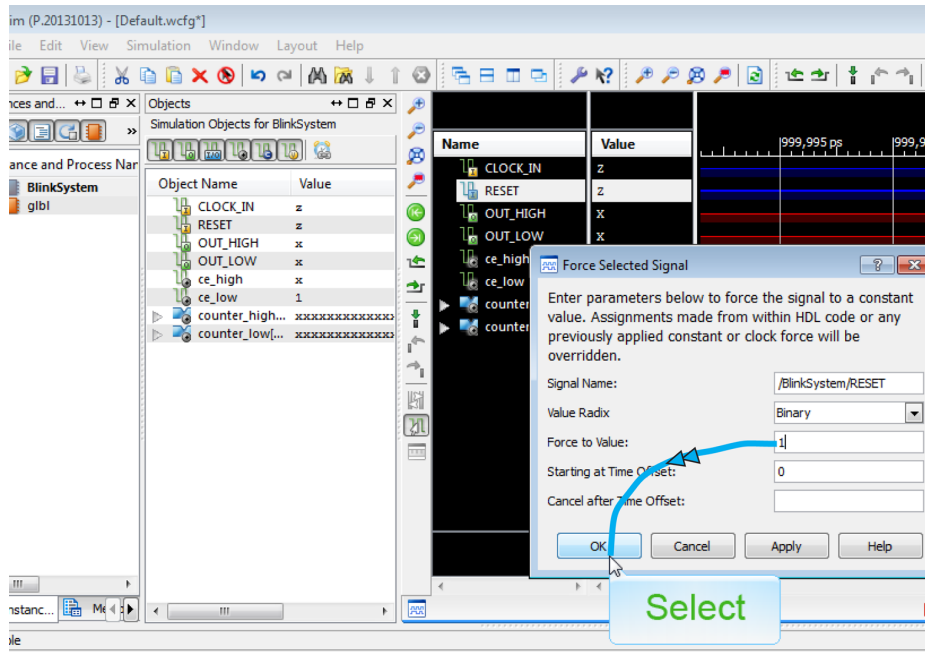 im (P.20131013) - [Default.wcfg*]
ile Edit View Simulation Window Layout Help
nces and...
Objects
Simulation Objects for BlinkSystem
ance and Process Nar
BlinkSystem
glbl
Object Name Value
CLOCK_IN z
RESET z
OUT_HIGH x
OUT_LOW x
ce_high x
ce_low 1
counter_high... xxxxxxxxxxxxx
counter_low[... xxxxxxxxxxxxx
Name Value
CLOCK_IN z
RESET z
OUT_HIGH x
OUT_LOW x
ce_high
ce_low
counter
counter
999,995 ps 999,9
Force Selected Signal
Enter parameters below to force the signal to a constant
value. Assignments made from within HDL code or any
previously applied constant or clock force will be
overridden.
Signal Name: /BlinkSystem/RESET
Value Radix Binary
Force to Value: 1
Starting at Time Offset: 0
Cancel after Time Offset:
OK Cancel Apply Help
Select
nstanc... Me
ble